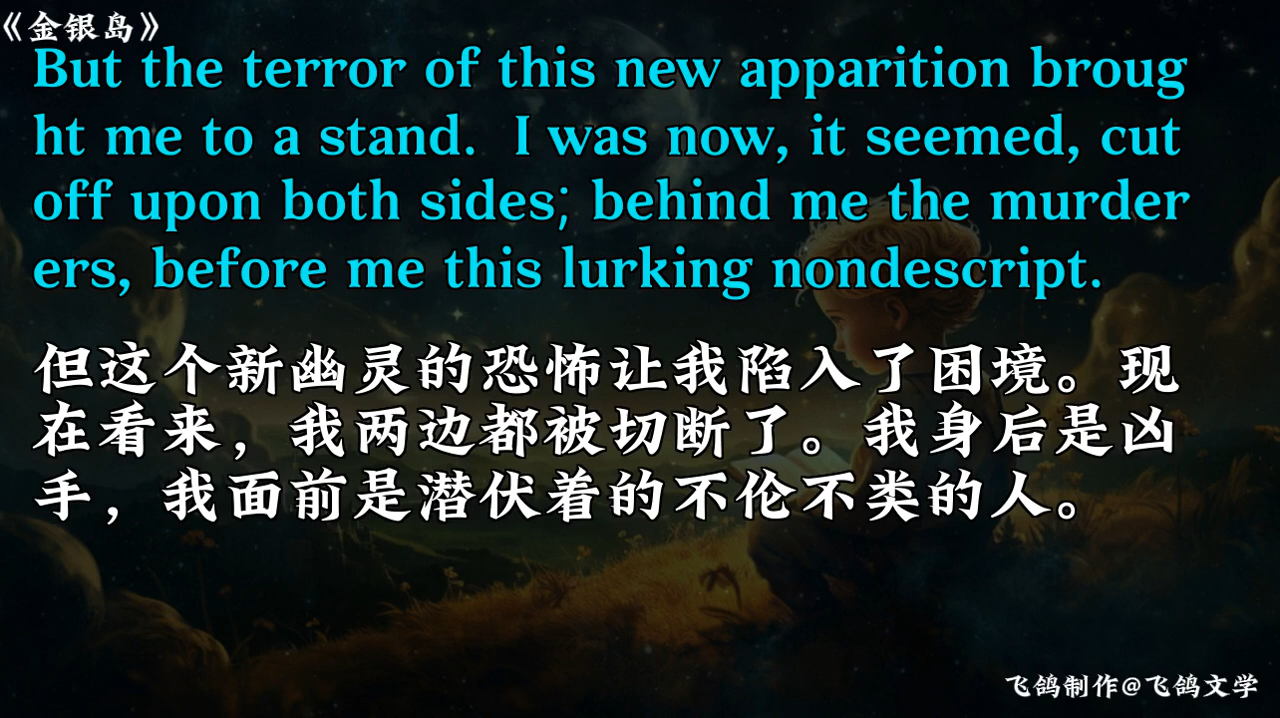 《金银岛》
But the terror of this new apparition broug
ht me to a stand.  I was now, it seemed, cut
off upon both sides; behind me the murder
ers, before me this lurking nondescript.
但这个新幽灵的恐怖让我陷入了困境。现
在看来，我两边都被切断了。我身后是凶
手，我面前是潜伏着的不伦不类的人。
飞鸽制作@飞鸽文学